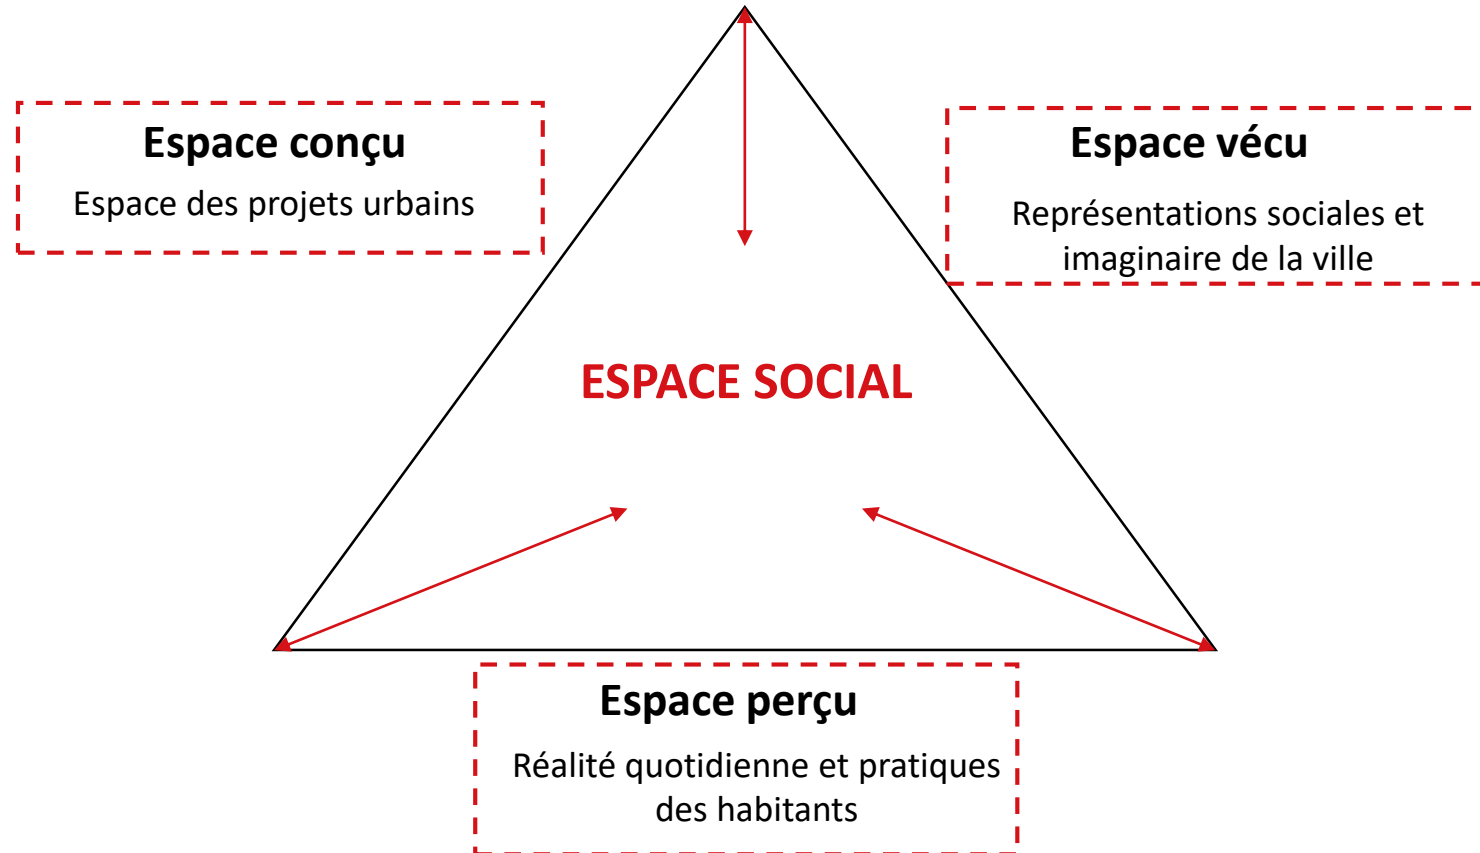 Espace conçu
Espace des projets urbains
Espace vécu
Représentations sociales et
imaginaire de la ville
ESPACE SOCIAL
Espace perçu
Réalité quotidienne et pratiques
des habitants